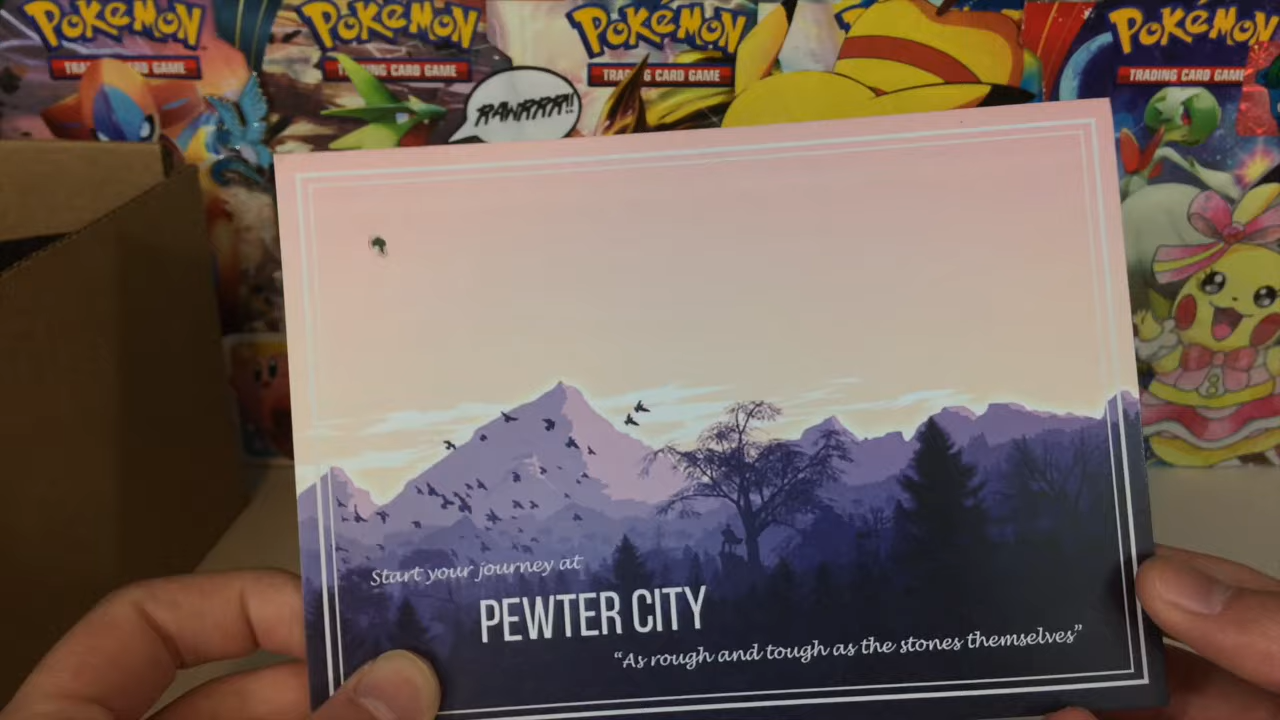 POKéMON
TRADING CARD GAME
POKéMON
TRADING CARD GAME
POKéMON
TRADING CARD GAME
POKéMON
TRADING CARD GAME
RAWRRR!!
Start your journey at
PEWTER CITY
“As rough and tough as the stones themselves”